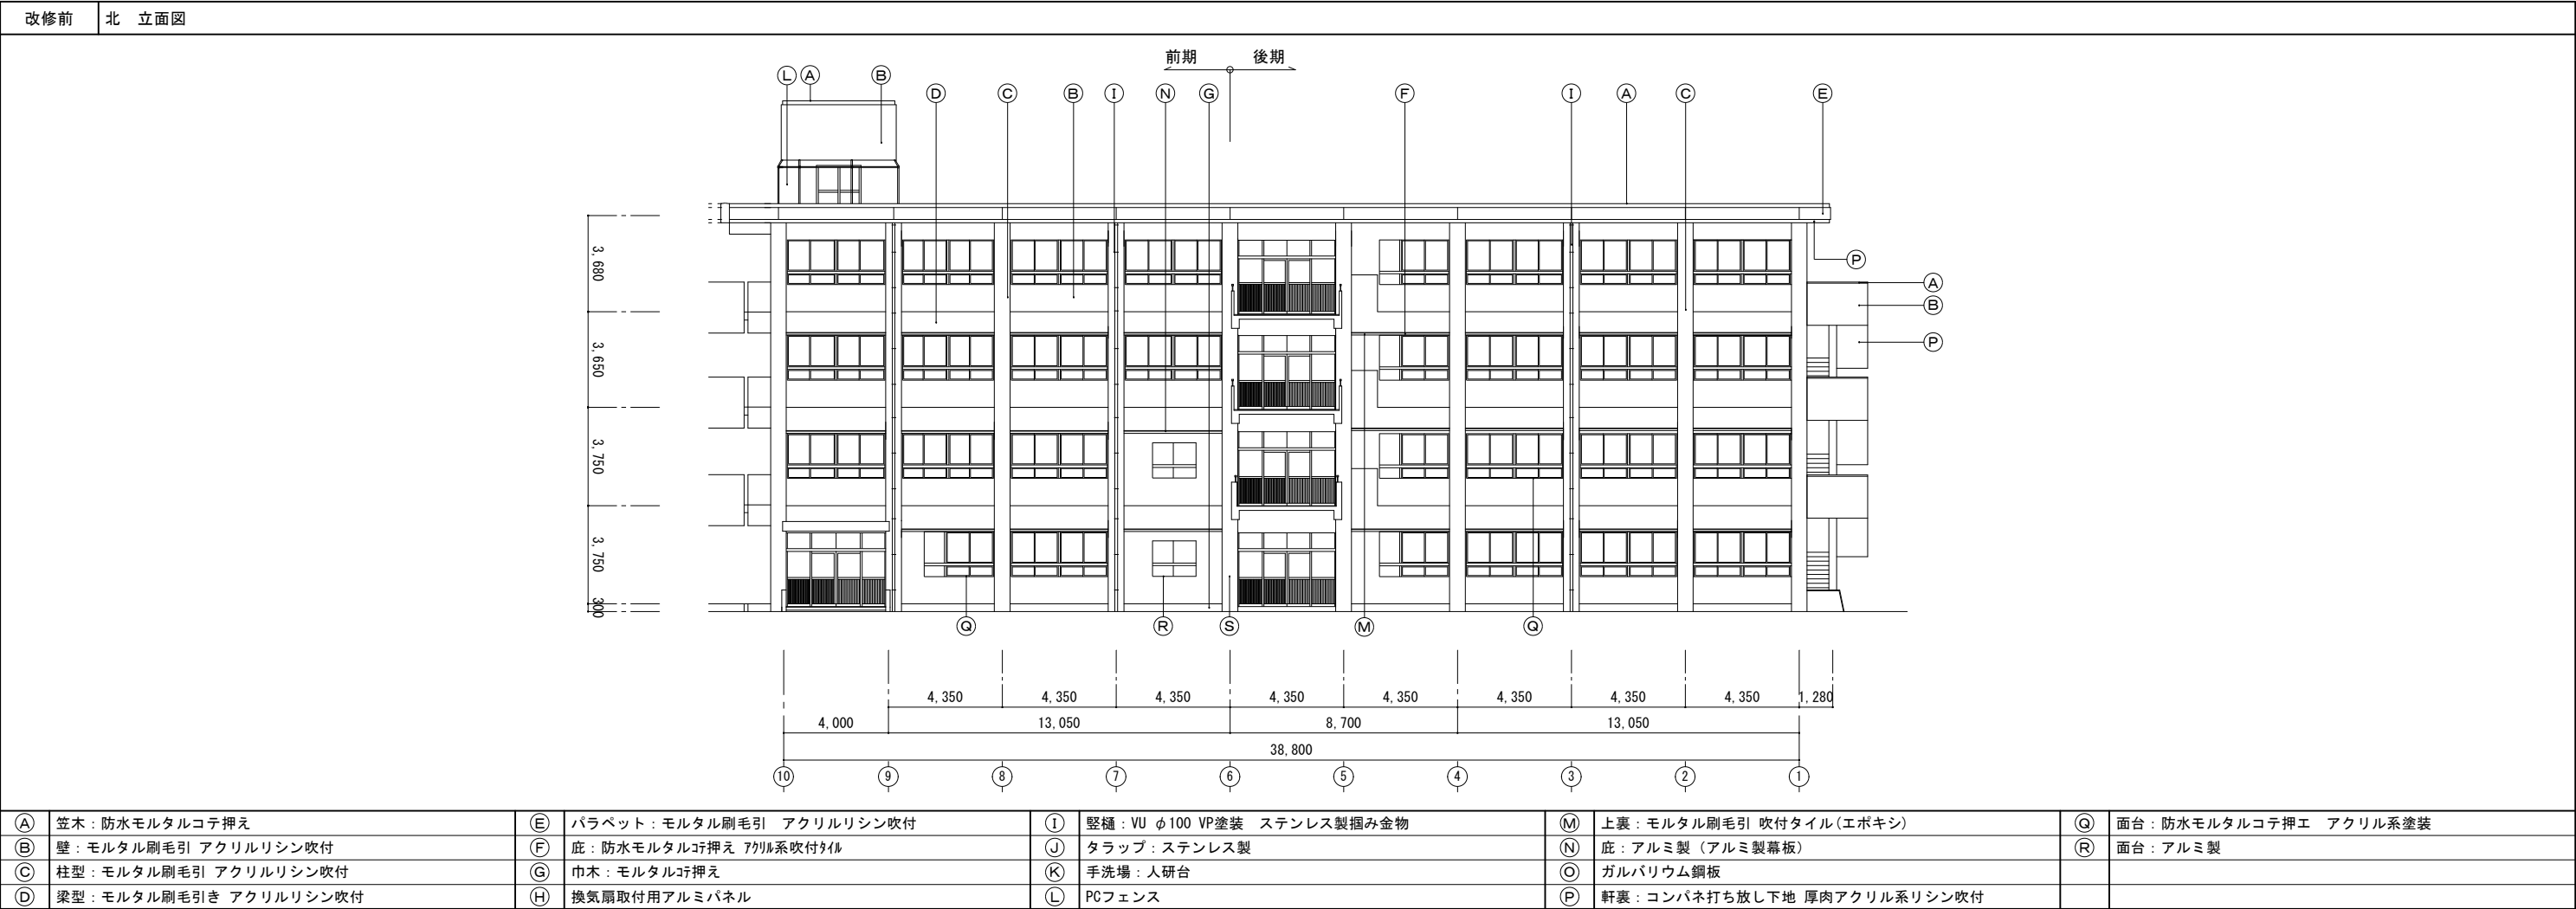 改修前 北 立面図
前期 後期
L A B
D C B I N G F I A C E
P
A
B
P
3,680
3,650
3,750
3,750
300
Q R S M Q
4,350 4,350 4,350 4,350 4,350 4,350 4,350 4,350 1,280
4,000 13,050 8,700 13,050
38,800
10 9 8 7 6 5 4 3 2 1
A 笠木：防水モルタルコテ押え E パラペット：モルタル刷毛引 アクリルリシン吹付 I 竪樋：VU φ100 VP塗装 ステンレス製掴み金物 M 上裏：モルタル刷毛引 吹付タイル(エポキシ) Q 面台：防水モルタルコテ押エ アクリル系塗装
B 壁：モルタル刷毛引 アクリルリシン吹付 F 庇：防水モルタルｺﾃ押え ｱｸﾘﾙ系吹付ﾀｲﾙ J タラップ：ステンレス製 N 庇：アルミ製（アルミ製幕板） R 面台：アルミ製
C 柱型：モルタル刷毛引 アクリルリシン吹付 G 巾木：モルタルｺﾃ押え K 手洗場：人研台 O ガルバリウム鋼板
D 梁型：モルタル刷毛引き アクリルリシン吹付 H 換気扇取付用アルミパネル L PCフェンス P 軒裏：コンパネ打ち放し下地 厚肉アクリル系リシン吹付